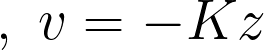 , v = −Kz